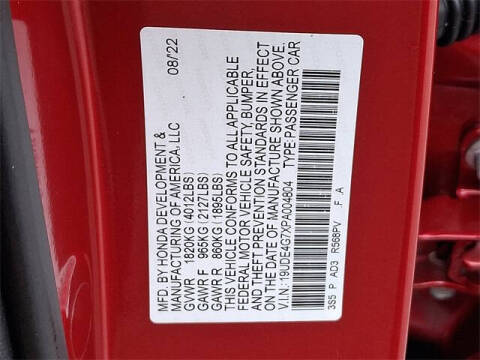 MFD. BY HONDA DEVELOPMENT & 08/22
MANUFACTURING OF AMERICA, LLC
GVWR 1820KG (4012LBS)
GAWR F 965KG (2127LBS)
GAWR R 860KG (1895LBS)
THIS VEHICLE CONFORMS TO ALL APPLICABLE
FEDERAL MOTOR VEHICLE SAFETY, BUMPER,
AND THEFT PREVENTION STANDARDS IN EFFECT
ON THE DATE OF MANUFACTURE SHOWN ABOVE.
V.I.N.: 19UDE4G7XPA004804 TYPE:PASSENGER CAR
3S5 P AD3 R568PV F . A